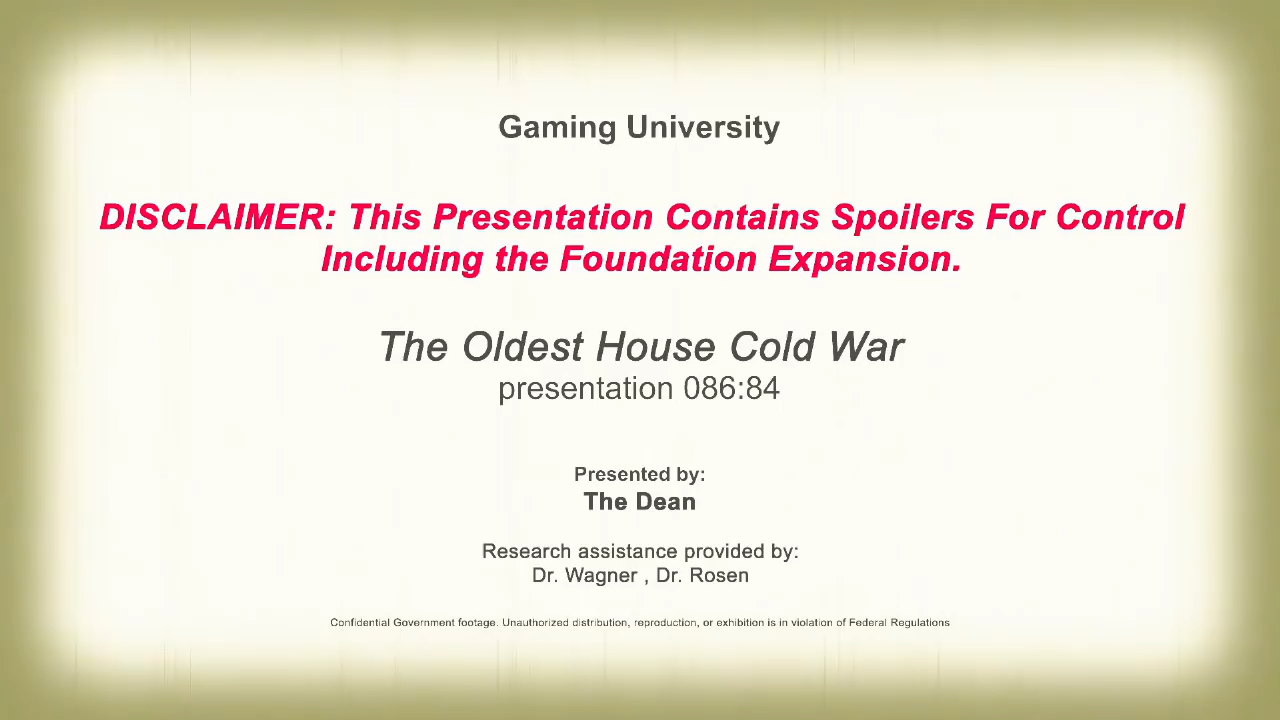 Gaming University
DISCLAIMER: This Presentation Contains Spoilers For Control
Including the Foundation Expansion.
The Oldest House Cold War
presentation 086:84
Presented by:
The Dean
Research assistance provided by:
Dr. Wagner , Dr. Rosen
Confidential Government footage. Unauthorized distribution, reproduction, or exhibition is in violation of Federal Regulations